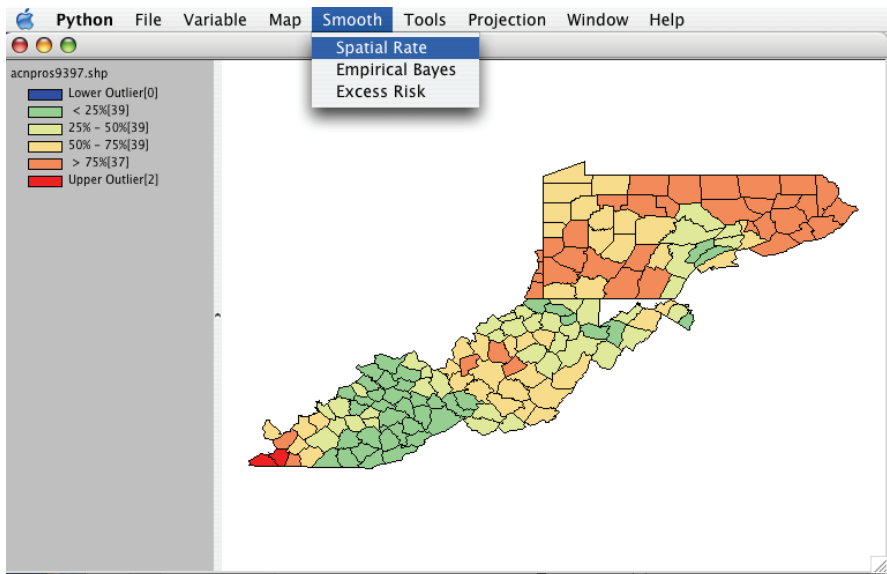 Python File Variable Map Smooth Tools Projection Window Help
Spatial Rate
Empirical Bayes
Excess Risk
acnpros9397.shp
Lower Outlier[0]
< 25%[39]
25% - 50%[39]
50% - 75%[39]
> 75%[37]
Upper Outlier[2]